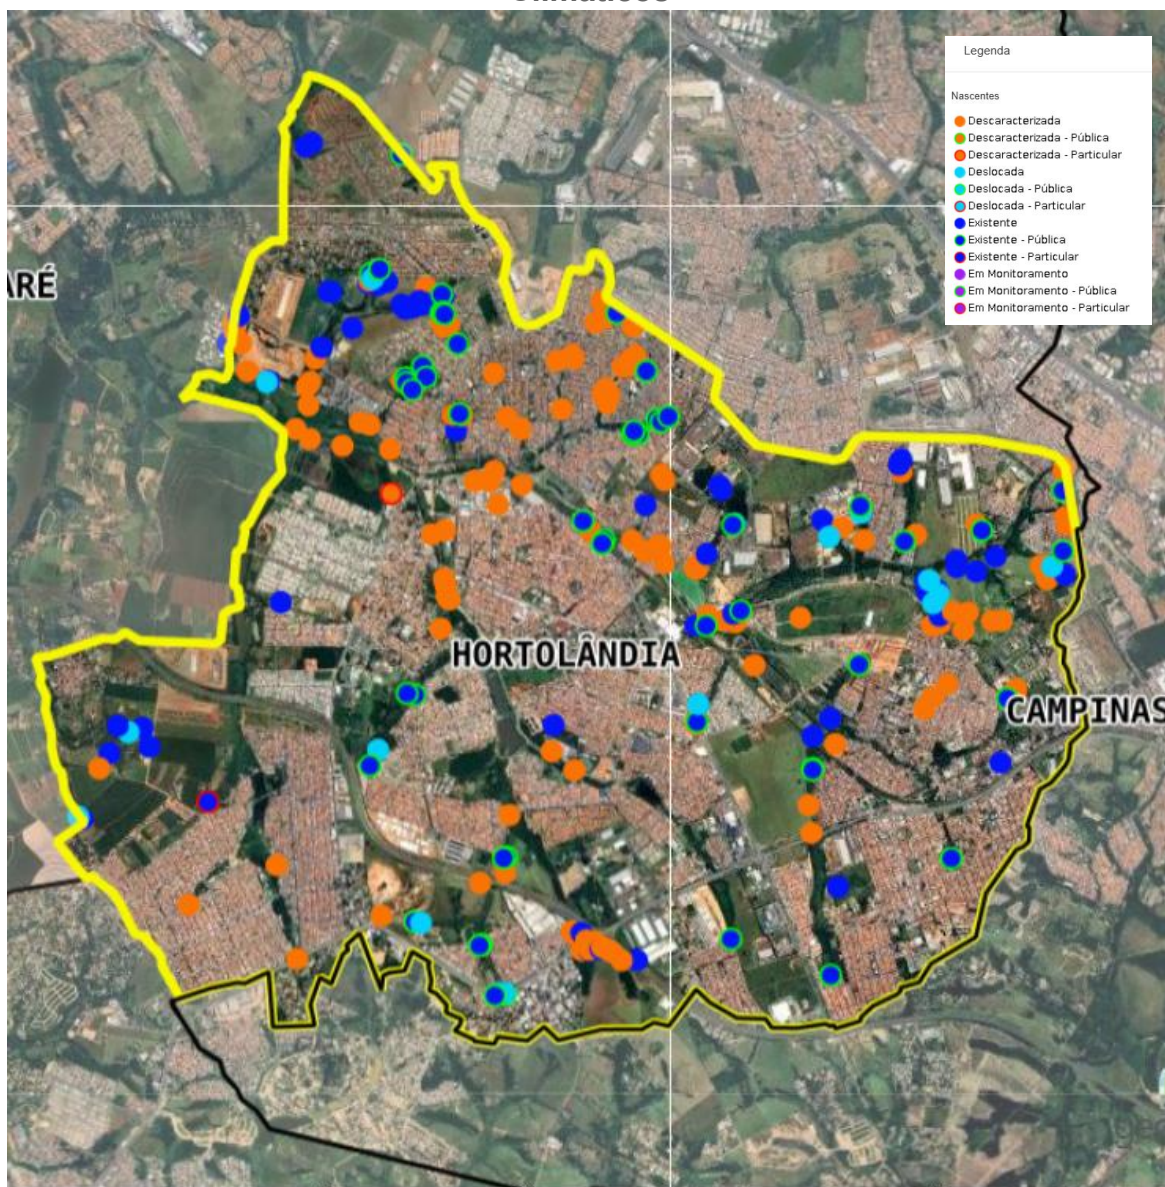 Legenda
Nascentes
Descaracterizada
Descaracterizada - Pública
Descaracterizada - Particular
Deslocada
Deslocada - Pública
Deslocada - Particular
Existente
Existente - Pública
Existente - Particular
Em Monitoramento
Em Monitoramento - Pública
Em Monitoramento - Particular
ARÉ
HORTOLÂNDIA
CAMPINAS